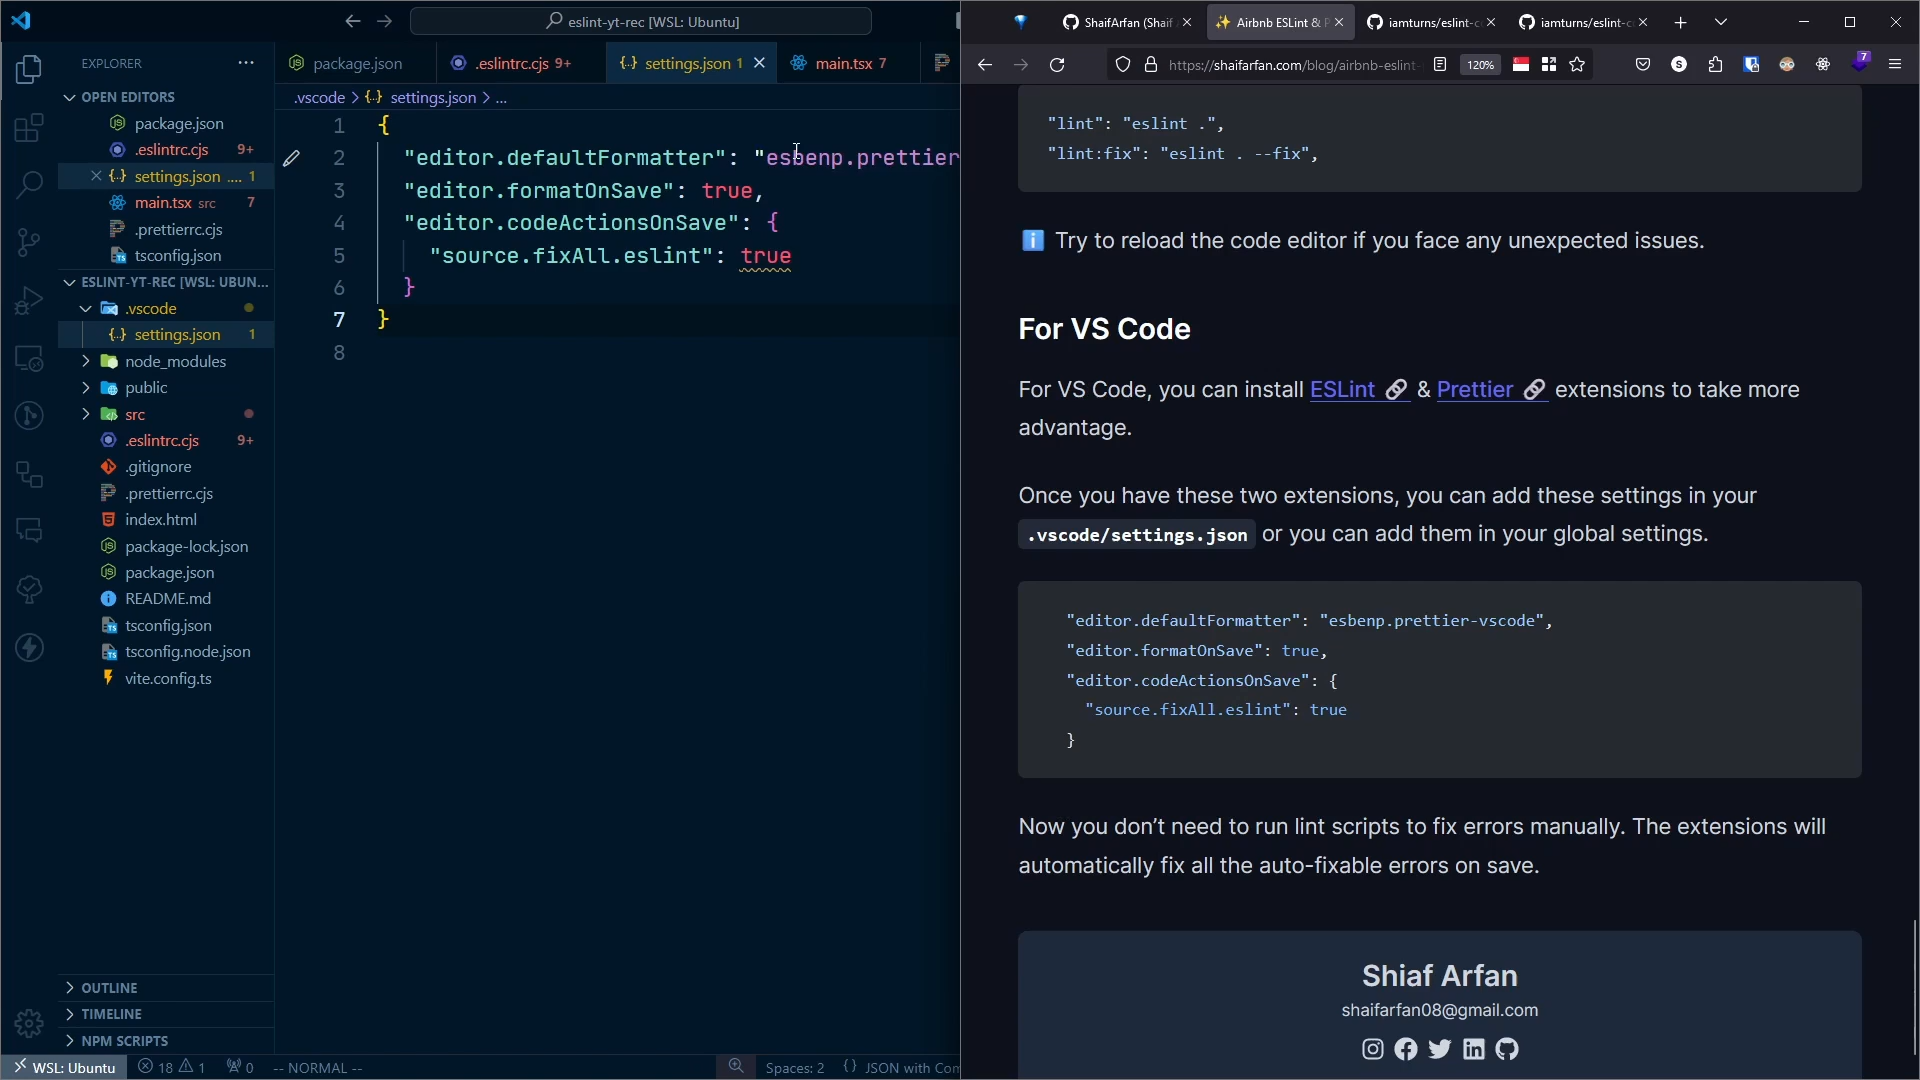 eslint-yt-rec [WSL: Ubuntu]
EXPLORER
OPEN EDITORS
package.json
.eslintrc.cjs 9+
settings.json .... 1
main.tsx src 7
.prettierrc.cjs
tsconfig.json
ESLINT-YT-REC [WSL: UBUN...
.vscode
settings.json 1
node_modules
public
src
.eslintrc.cjs 9+
.gitignore
.prettierrc.cjs
index.html
package-lock.json
package.json
README.md
tsconfig.json
tsconfig.node.json
vite.config.ts
OUTLINE
TIMELINE
NPM SCRIPTS
package.json
.eslintrc.cjs 9+
settings.json 1
main.tsx 7
.vscode > settings.json > ...
1 {
2 "editor.defaultFormatter": "esbenp.prettier
3 "editor.formatOnSave": true,
4 "editor.codeActionsOnSave": {
5 "source.fixAll.eslint": true
6 }
7 }
8
WSL: Ubuntu 18 1 0 -- NORMAL -- Spaces: 2 {} JSON with Com
ShaifArfan (Shaif
Airbnb ESLint & P
iamturns/eslint-c
iamturns/eslint-c
https://shaifarfan.com/blog/airbnb-eslint-
120%
7
"lint": "eslint .",
"lint:fix": "eslint . --fix",
Try to reload the code editor if you face any unexpected issues.
For VS Code
For VS Code, you can install ESLint & Prettier extensions to take more
advantage.
Once you have these two extensions, you can add these settings in your
.vscode/settings.json or you can add them in your global settings.
"editor.defaultFormatter": "esbenp.prettier-vscode",
"editor.formatOnSave": true,
"editor.codeActionsOnSave": {
"source.fixAll.eslint": true
}
Now you don’t need to run lint scripts to fix errors manually. The extensions will
automatically fix all the auto-fixable errors on save.
Shiaf Arfan
shaifarfan08@gmail.com